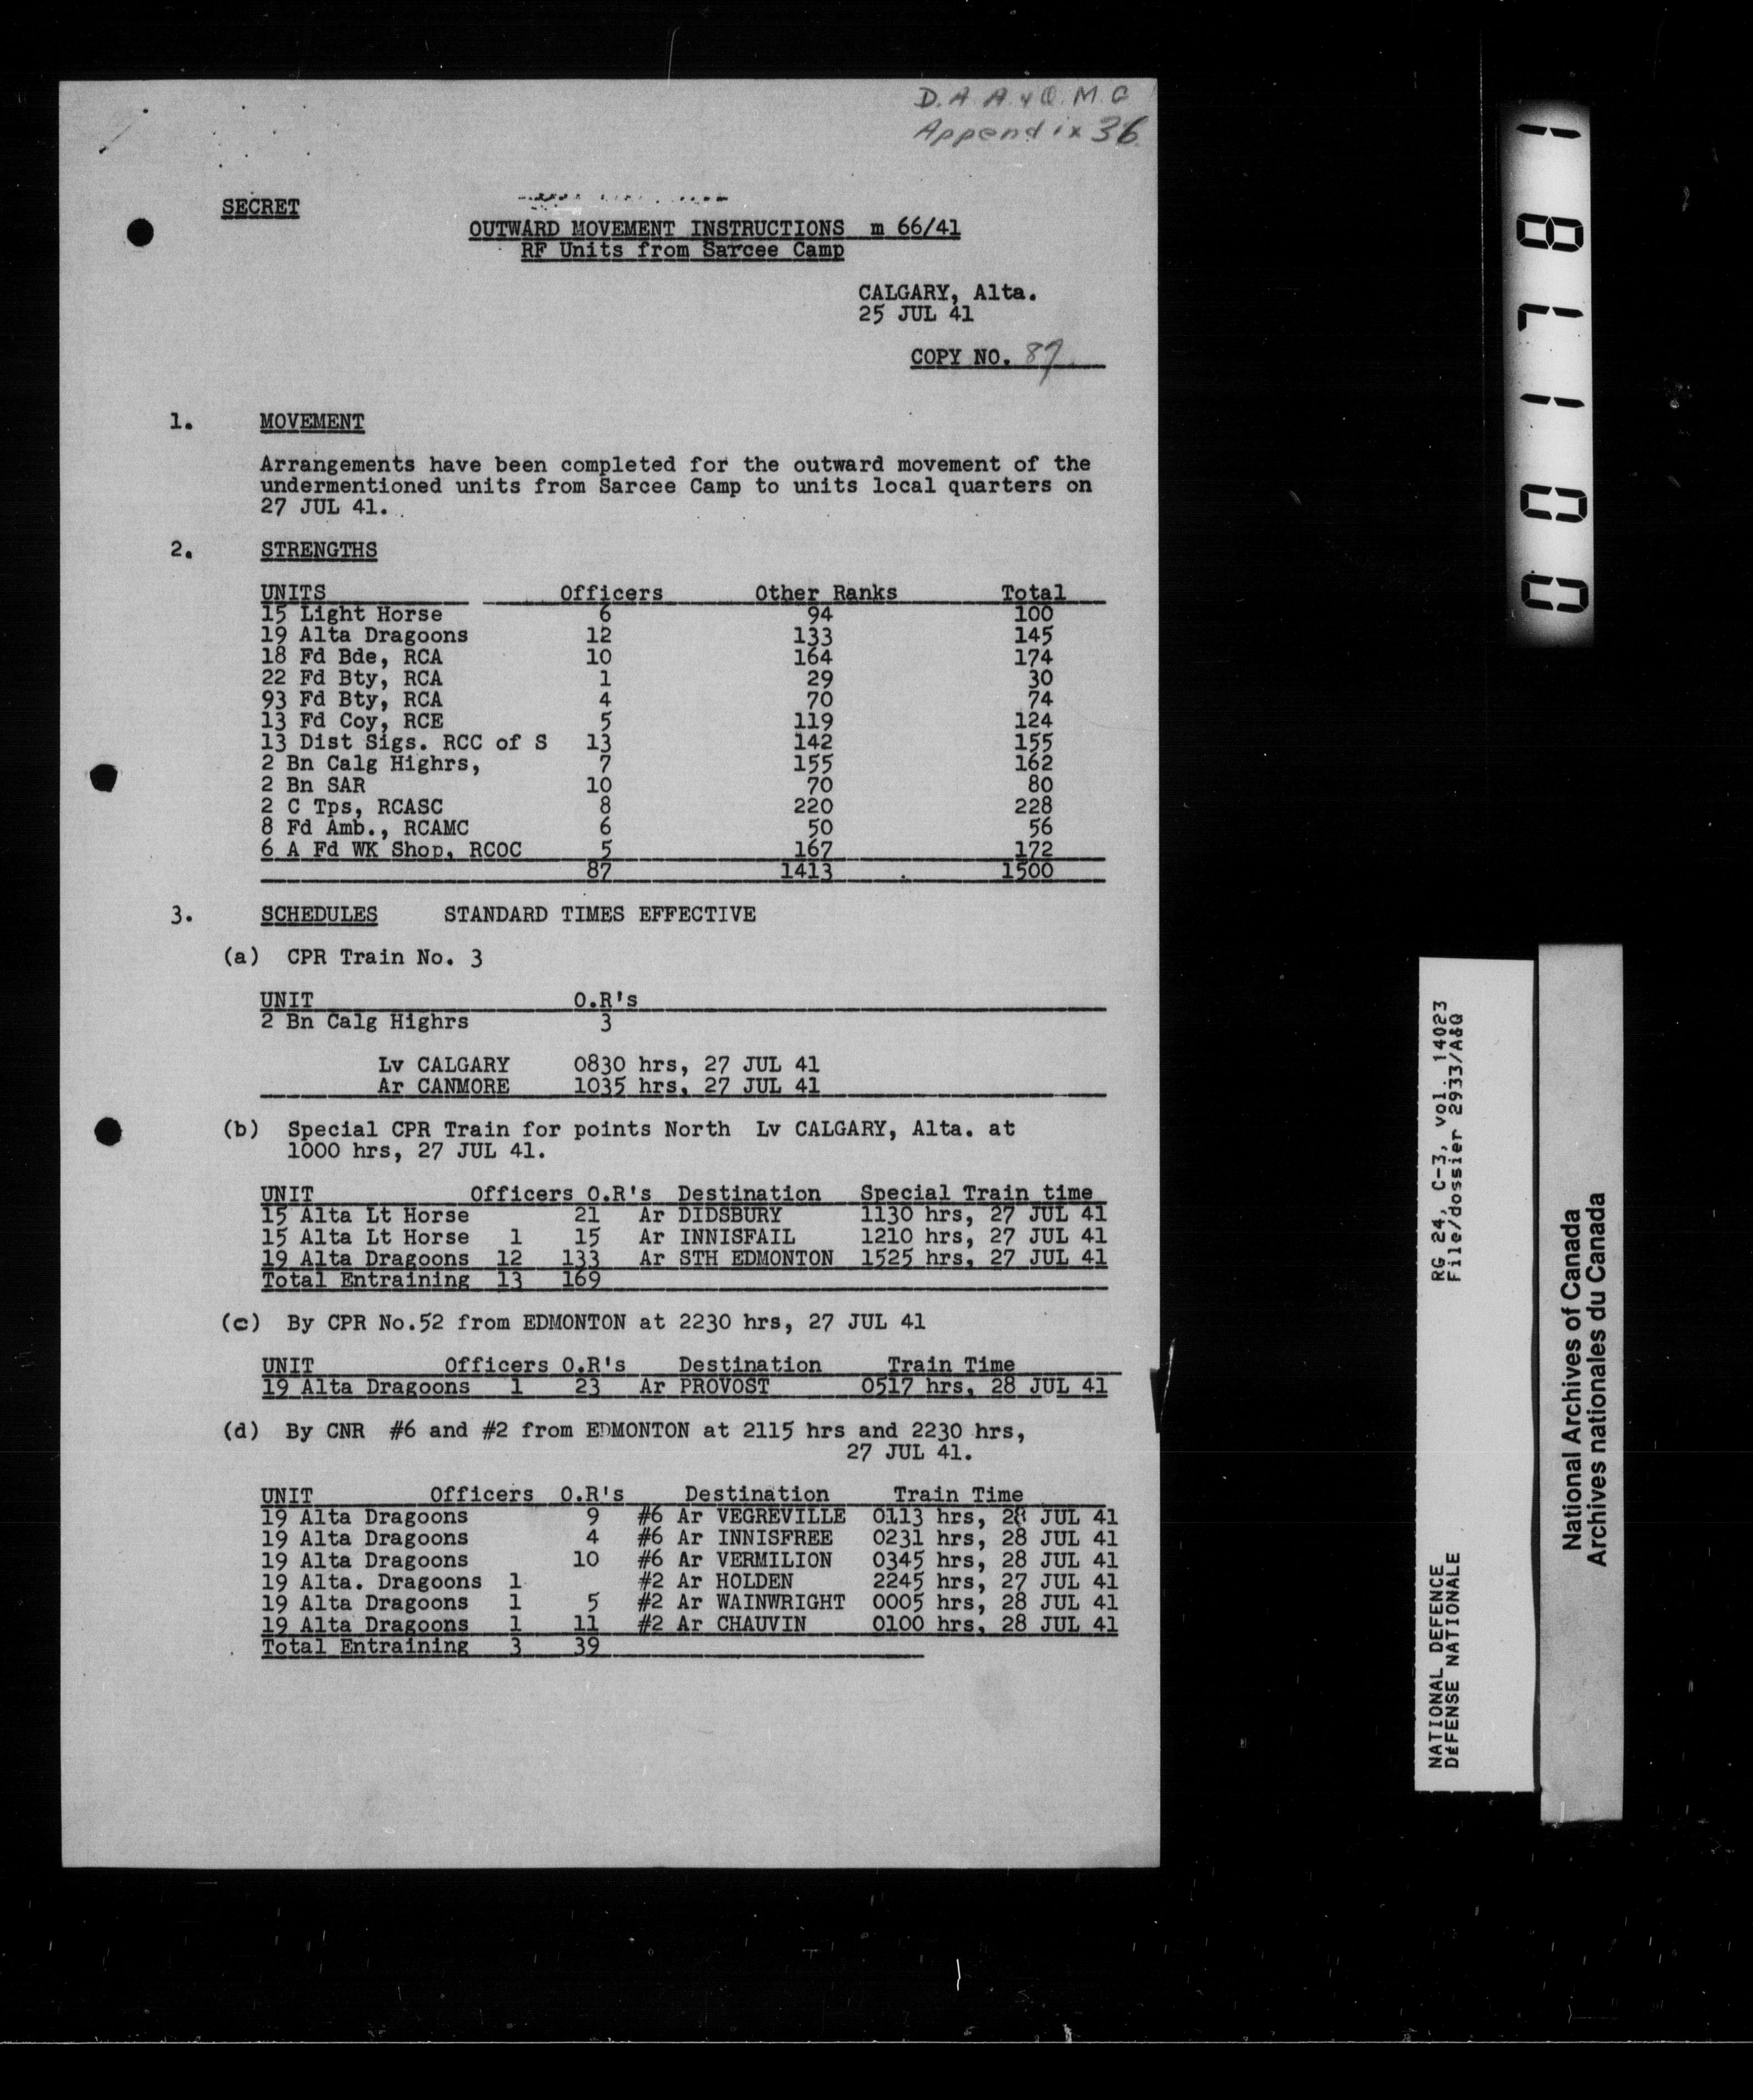 D.A.A.&Q.M.G
Appendix 36.
SECRET
OUTWARD MOVEMENT INSTRUCTIONS m 66/41
RF Units from Sarcee Camp
CALGARY, Alta.
25 JUL 41
COPY NO. 87
1. MOVEMENT
Arrangements have been completed for the outward movement of the
undermentioned units from Sarcee Camp to units local quarters on
27 JUL 41.
2. STRENGTHS
UNITS Officers Other Ranks Total
15 Light Horse 6 94 100
19 Alta Dragoons 12 133 145
18 Fd Bde, RCA 10 164 174
22 Fd Bty, RCA 1 29 30
93 Fd Bty, RCA 4 70 74
13 Fd Coy, RCE 5 119 124
13 Dist Sigs. RCC of S 13 142 155
2 Bn Calg Highrs, 7 155 162
2 Bn SAR 10 70 80
2 C Tps, RCASC 8 220 228
8 Fd Amb., RCAMC 6 50 56
6 A Fd WK Shop, RCOC 5 167 172
87 1413 1500
3. SCHEDULES STANDARD TIMES EFFECTIVE
(a) CPR Train No. 3
UNIT O.R's
2 Bn Calg Highrs 3
Lv CALGARY 0830 hrs, 27 JUL 41
Ar CANMORE 1035 hrs, 27 JUL 41
(b) Special CPR Train for points North Lv CALGARY, Alta. at
1000 hrs, 27 JUL 41.
UNIT Officers O.R's Destination Special Train time
15 Alta Lt Horse 21 Ar DIDSBURY 1130 hrs, 27 JUL 41
15 Alta Lt Horse 1 15 Ar INNISFAIL 1210 hrs, 27 JUL 41
19 Alta Dragoons 12 133 Ar STH EDMONTON 1525 hrs, 27 JUL 41
Total Entraining 13 169
(c) By CPR No.52 from EDMONTON at 2230 hrs, 27 JUL 41
UNIT Officers O.R's Destination Train Time
19 Alta Dragoons 1 23 Ar PROVOST 0517 hrs, 28 JUL 41
(d) By CNR #6 and #2 from EDMONTON at 2115 hrs and 2230 hrs,
27 JUL 41.
UNIT Officers O.R's Destination Train Time
19 Alta Dragoons 9 #6 Ar VEGREVILLE 0113 hrs, 28 JUL 41
19 Alta Dragoons 4 #6 Ar INNISFREE 0231 hrs, 28 JUL 41
19 Alta Dragoons 10 #6 Ar VERMILION 0345 hrs, 28 JUL 41
19 Alta. Dragoons 1 #2 Ar HOLDEN 2245 hrs, 27 JUL 41
19 Alta Dragoons 1 5 #2 Ar WAINWRIGHT 0005 hrs, 28 JUL 41
19 Alta Dragoons 1 11 #2 Ar CHAUVIN 0100 hrs, 28 JUL 41
Total Entraining 3 39
001781
NATIONAL DEFENCE RG 24, C-3, vol. 14023
DéFENSE NATIONALE File/dossier 2933/A&Q
National Archives of Canada
Archives nationales du Canada